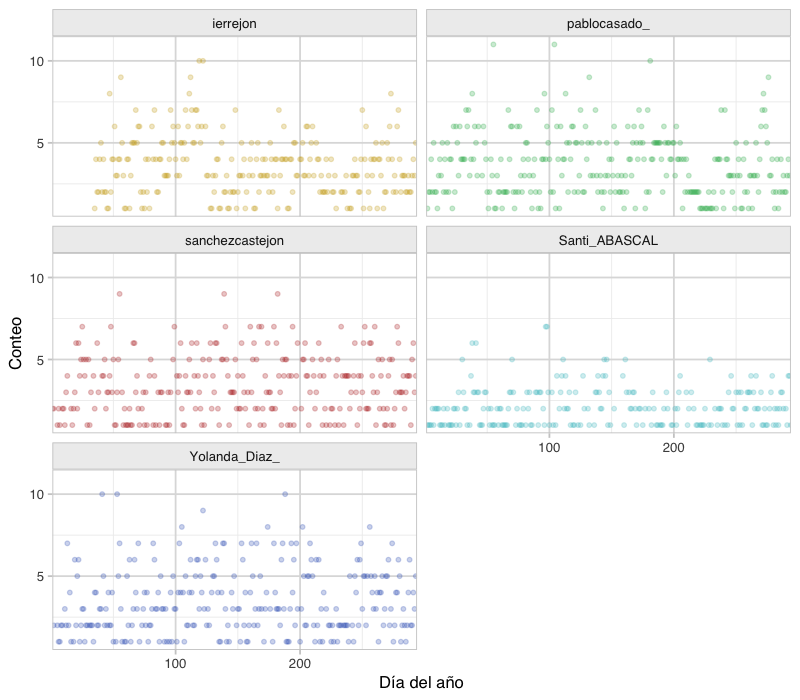 ierrejon
pablocasado_
10
5
sanchezcastejon
Santi_ABASCAL
10
5
100
200
Yolanda_Diaz_
10
5
100
200
Conteo
Día del año